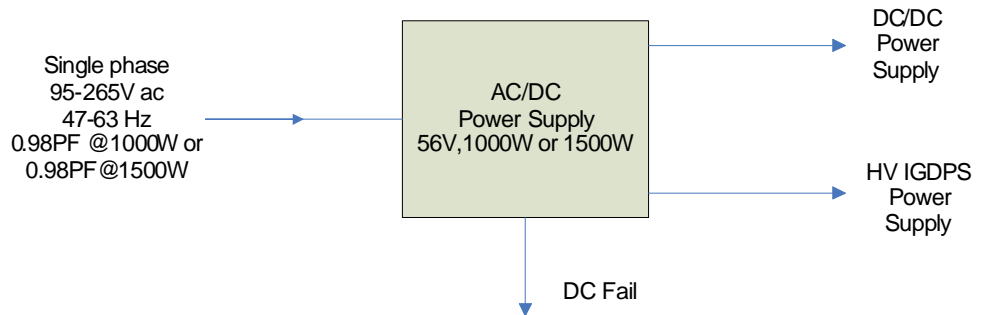 Single phase
95-265V ac
47-63 Hz
0.98PF @1000W or
0.98PF@1500W
AC/DC
Power Supply
56V,1000W or 1500W
DC/DC
Power
Supply
HV IGDPS
Power
Supply
DC Fail